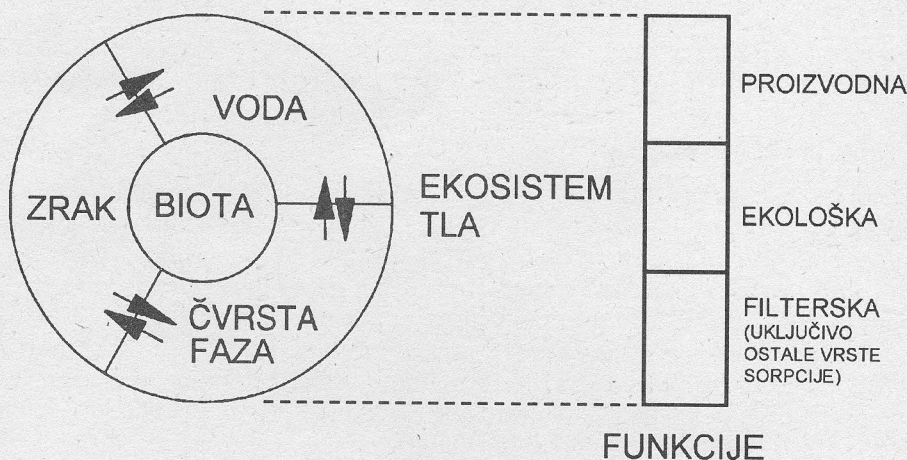 VODA
ZRAK
BIOTA
ČVRSTA
FAZA
EKOSISTEM
TLA
PROIZVODNA
EKOLOŠKA
FILTERSKA
(UKLJUČIVO
OSTALE VRSTE
SORPCIJE)
FUNKCIJE